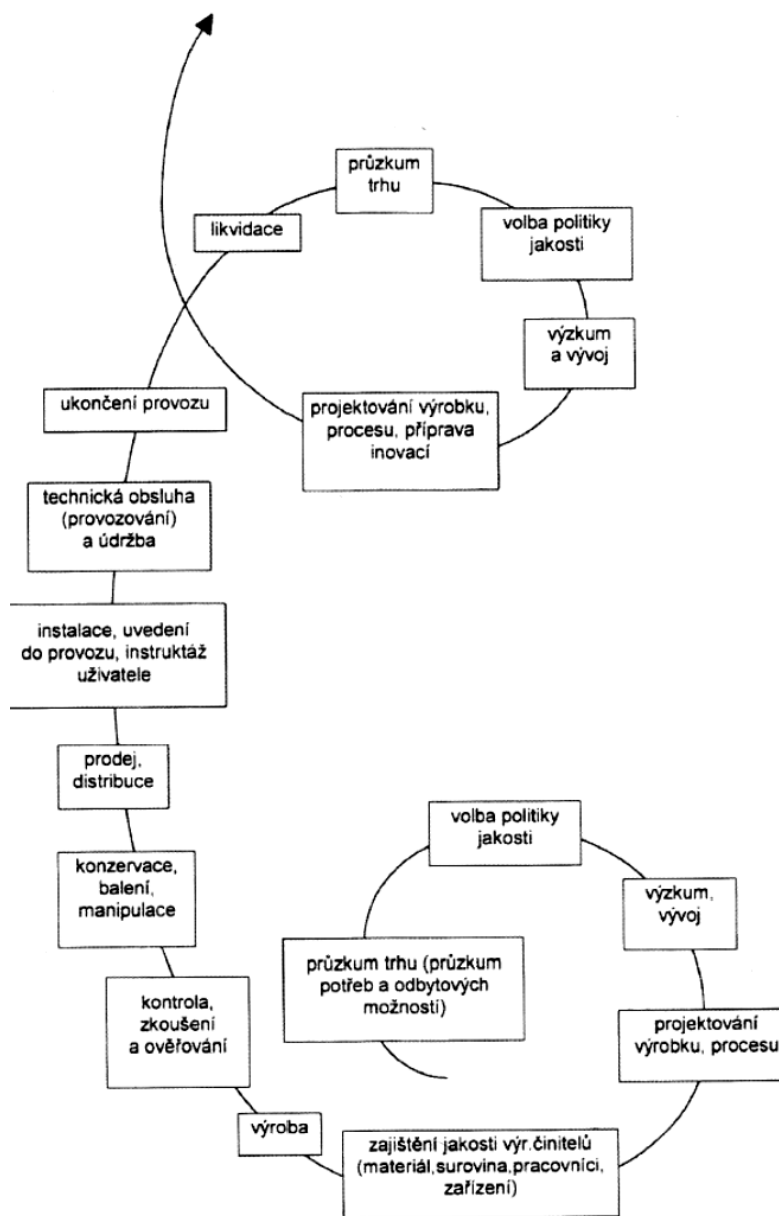 průzkum
trhu
likvidace
volba politiky
jakosti
výzkum
a vývoj
ukončení provozu
projektování výrobku,
procesu, příprava
inovací
technická obsluha
(provozování)
a údržba
instalace, uvedení
do provozu, instruktáž
uživatele
prodej,
distribuce
volba politiky
jakosti
konzervace,
balení,
manipulace
výzkum,
vývoj
průzkum trhu (průzkum
potřeb a odbytových
možností)
kontrola,
zkoušení
a ověřování
projektování
výrobku, procesu
výroba
zajištění jakosti výr.činitelů
(materiál,surovina,pracovníci,
zařízení)